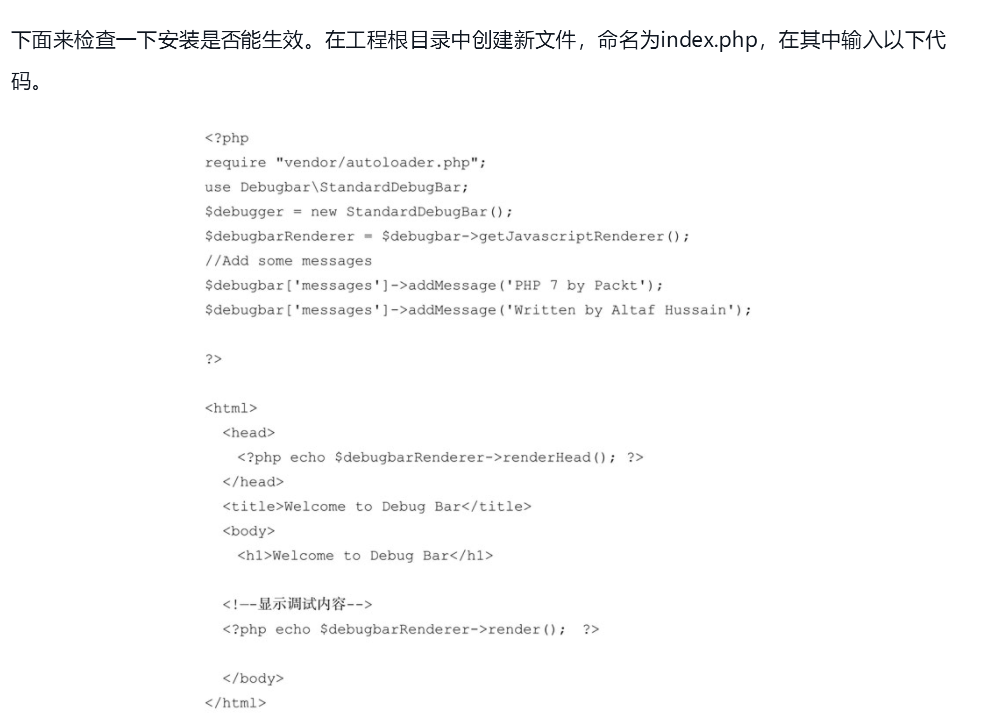 下面来检查一下安装是否能生效。在工程根目录中创建新文件，命名为index.php，在其中输入以下代
码。
<?php
require "vendor/autoloader.php";
use Debugbar\StandardDebugBar;
$debugger = new StandardDebugBar();
$debugbarRenderer = $debugbar->getJavascriptRenderer();
//Add some messages
$debugbar['messages']->addMessage('PHP 7 by Packt');
$debugbar['messages']->addMessage('Written by Altaf Hussain');
?>
<html>
<head>
<?php echo $debugbarRenderer->renderHead(); ?>
</head>
<title>Welcome to Debug Bar</title>
<body>
<h1>Welcome to Debug Bar</h1>
<!--显示调试内容-->
<?php echo $debugbarRenderer->render(); ?>
</body>
</html>